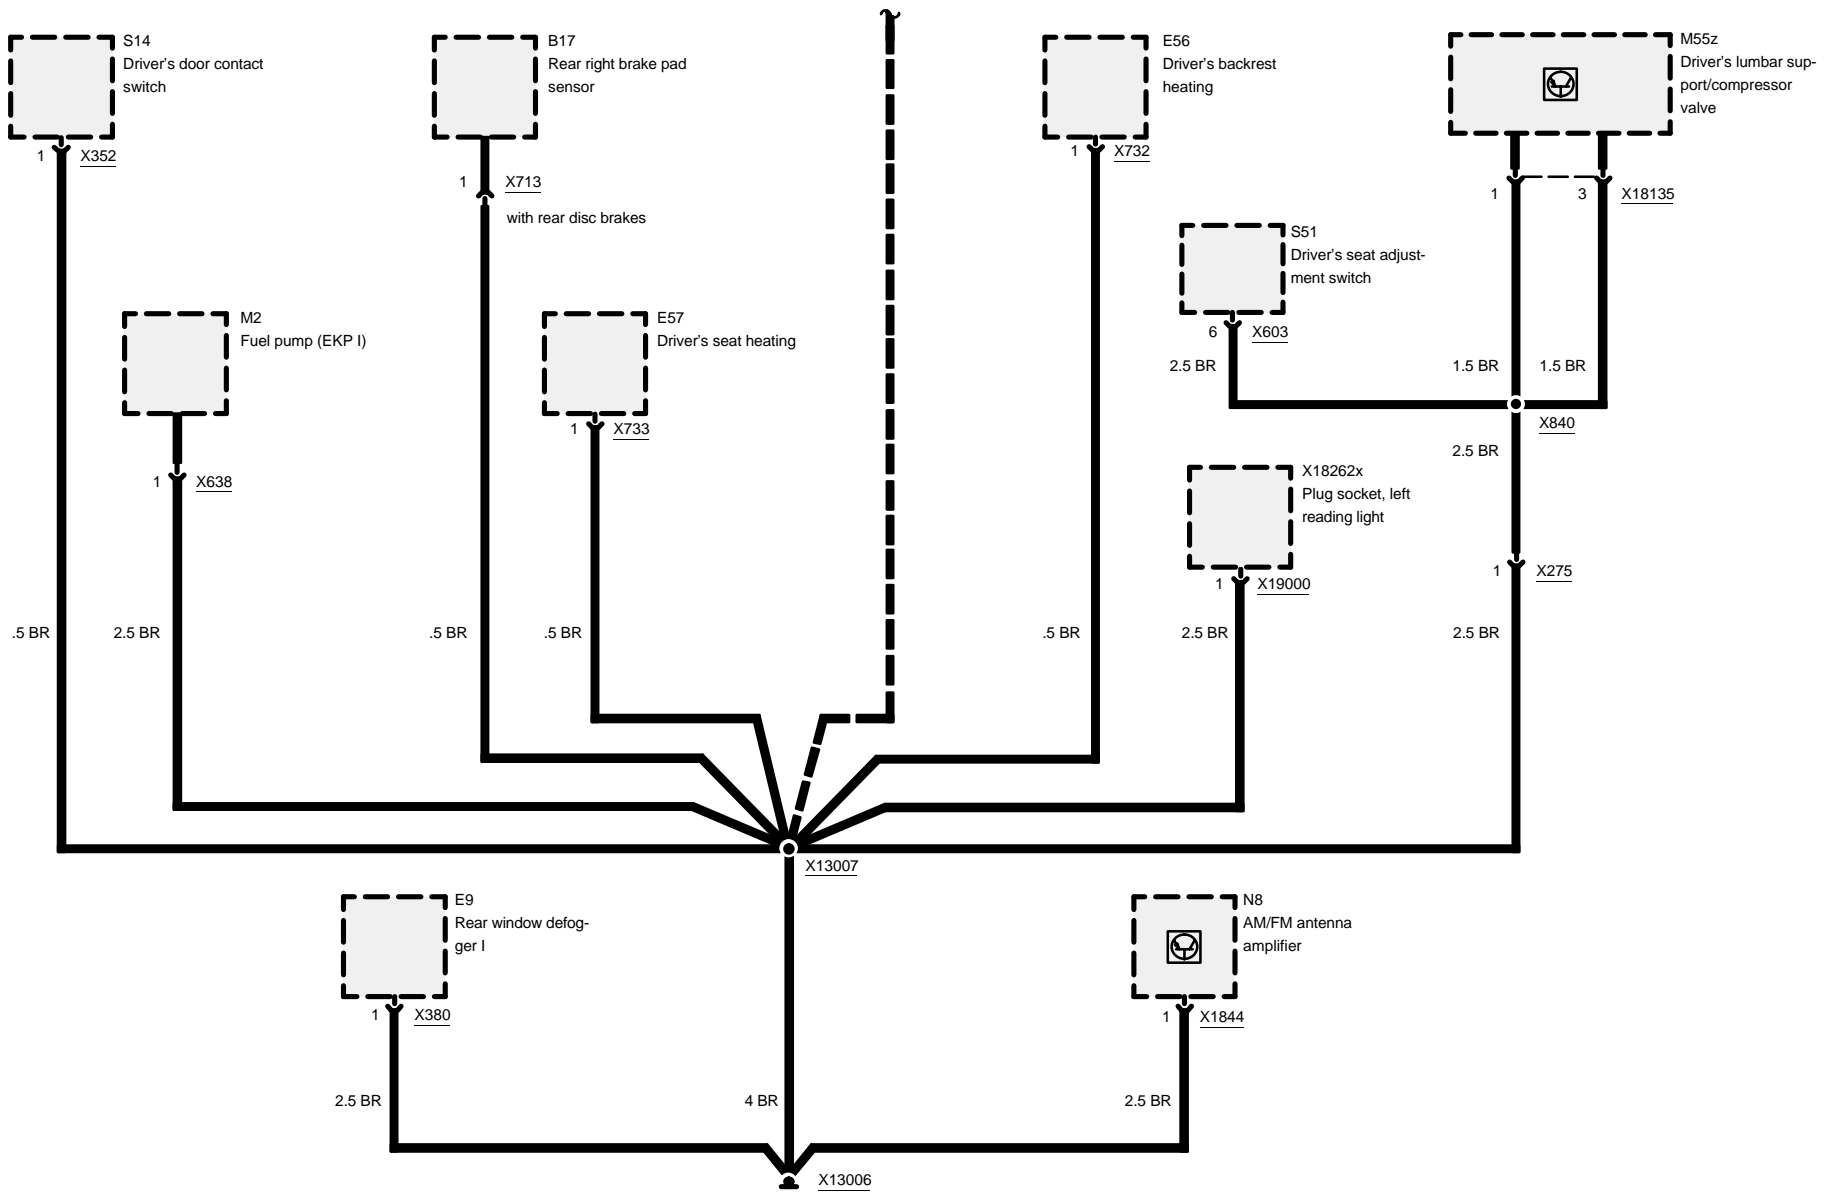 S14
Driver's door contact
switch
1 X352
B17
Rear right brake pad
sensor
1 X713
with rear disc brakes
E56
Driver's backrest
heating
1 X732
M55z
Driver's lumbar sup-
port/compressor
valve
1 3 X18135
S51
Driver's seat adjust-
ment switch
6 X603
2.5 BR 1.5 BR 1.5 BR
M2
Fuel pump (EKP I)
1 X638
E57
Driver's seat heating
1 X733
X840
2.5 BR
X18262x
Plug socket, left
reading light
1 X19000
1 X275
.5 BR 2.5 BR .5 BR .5 BR .5 BR 2.5 BR 2.5 BR
X13007
E9
Rear window defog-
ger I
1 X380
N8
AM/FM antenna
amplifier
1 X1844
2.5 BR 4 BR 2.5 BR
X13006